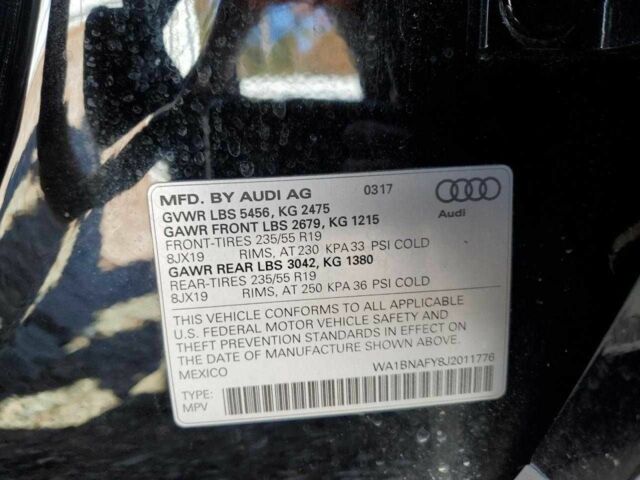 MFD. BY AUDI AG 0317
GVWR LBS 5456, KG 2475
GAWR FRONT LBS 2679, KG 1215
FRONT-TIRES 235/55 R19
8JX19 RIMS, AT 230 KPA33 PSI COLD
GAWR REAR LBS 3042, KG 1380
REAR-TIRES 235/55 R19
8JX19 RIMS, AT 250 KPA 36 PSI COLD
Audi
THIS VEHICLE CONFORMS TO ALL APPLICABLE
U.S. FEDERAL MOTOR VEHICLE SAFETY AND
THEFT PREVENTION STANDARDS IN EFFECT ON THE
DATE OF MANUFACTURE SHOWN ABOVE.
MEXICO WA1BNAFY8J2011776
TYPE:
MPV